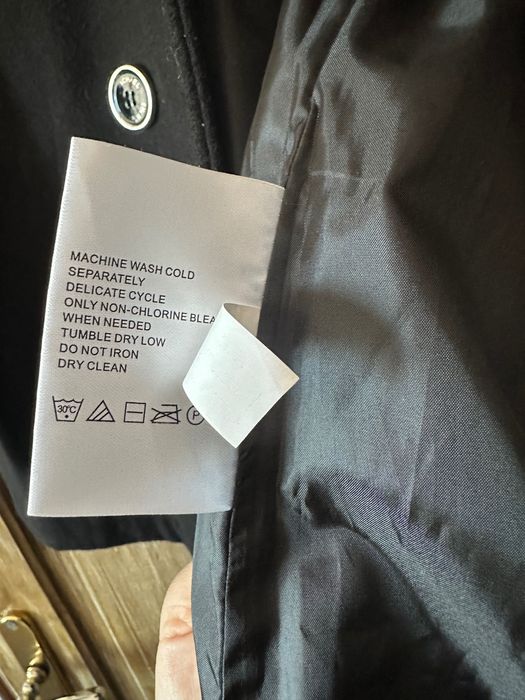 MACHINE WASH COLD
SEPARATELY
DELICATE CYCLE
ONLY NON-CHLORINE
WHEN NEEDED
TUMBLE DRY LOW
DO NOT IRON
DRY CLEAN
30°C P